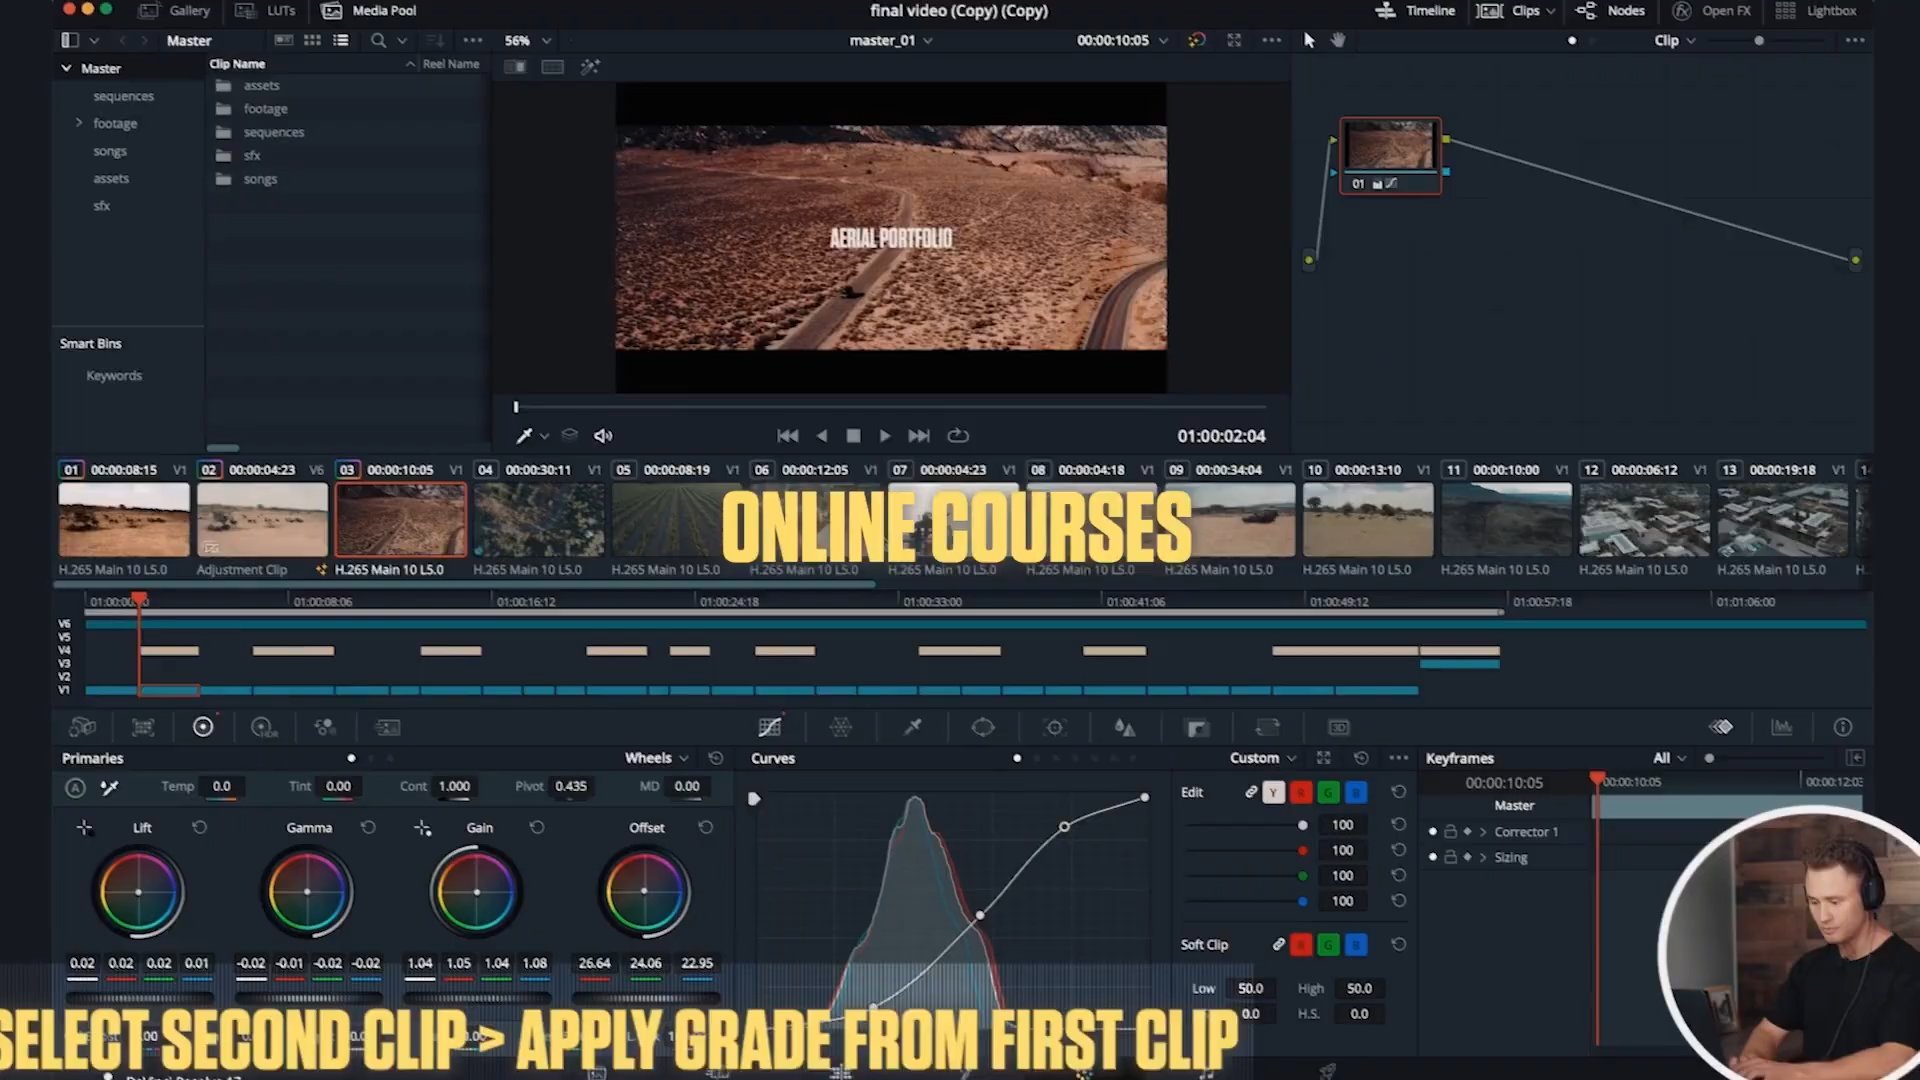 Gallery LUTs Media Pool final video (Copy) (Copy) Timeline Clips Nodes Open FX Lightbox
Master 56% master_01 00:00:10:05 Clip
Master
sequences
footage
songs
assets
sfx
Smart Bins
Keywords
Clip Name Reel Name
assets
footage
sequences
sfx
songs
AERIAL PORTFOLIO
01:00:02:04
01
01 00:00:08:15 V1 02 00:00:04:23 V6 03 00:00:10:05 V1 04 00:00:30:11 V1 05 00:00:08:19 V1 06 00:00:12:05 V1 07 00:00:04:23 V1 08 00:00:04:18 V1 09 00:00:34:04 V1 10 00:00:13:10 V1 11 00:00:10:00 V1 12 00:00:06:12 V1 13 00:00:19:18 V1
ONLINE COURSES
H.265 Main 10 L5.0 Adjustment Clip H.265 Main 10 L5.0 H.265 Main 10 L5.0 H.265 Main 10 L5.0 H.265 Main 10 L5.0 H.265 Main 10 L5.0 H.265 Main 10 L5.0 H.265 Main 10 L5.0 H.265 Main 10 L5.0 H.265 Main 10 L5.0 H.265 Main 10 L5.0 H.265 Main 10 L5.0
01:00:08:06 01:00:16:12 01:00:24:18 01:00:33:00 01:00:41:06 01:00:49:12 01:00:57:18 01:01:06:00
V6
V5
V4
V3
V2
V1
Primaries Wheels
A Temp 0.0 Tint 0.00 Cont 1.000 Pivot 0.435 MD 0.00
Lift Gamma Gain Offset
0.02 0.02 0.02 0.01 -0.02 -0.01 -0.02 -0.02 1.04 1.05 1.04 1.08 26.64 24.06 22.95
Curves Custom
Edit Y R G B
100
100
100
100
Soft Clip R G B
Low 50.0 High 50.0
0.0 H.S. 0.0
Keyframes All
00:00:10:05 00:00:10:05
Master
Corrector 1
Sizing
SELECT SECOND CLIP > APPLY GRADE FROM FIRST CLIP